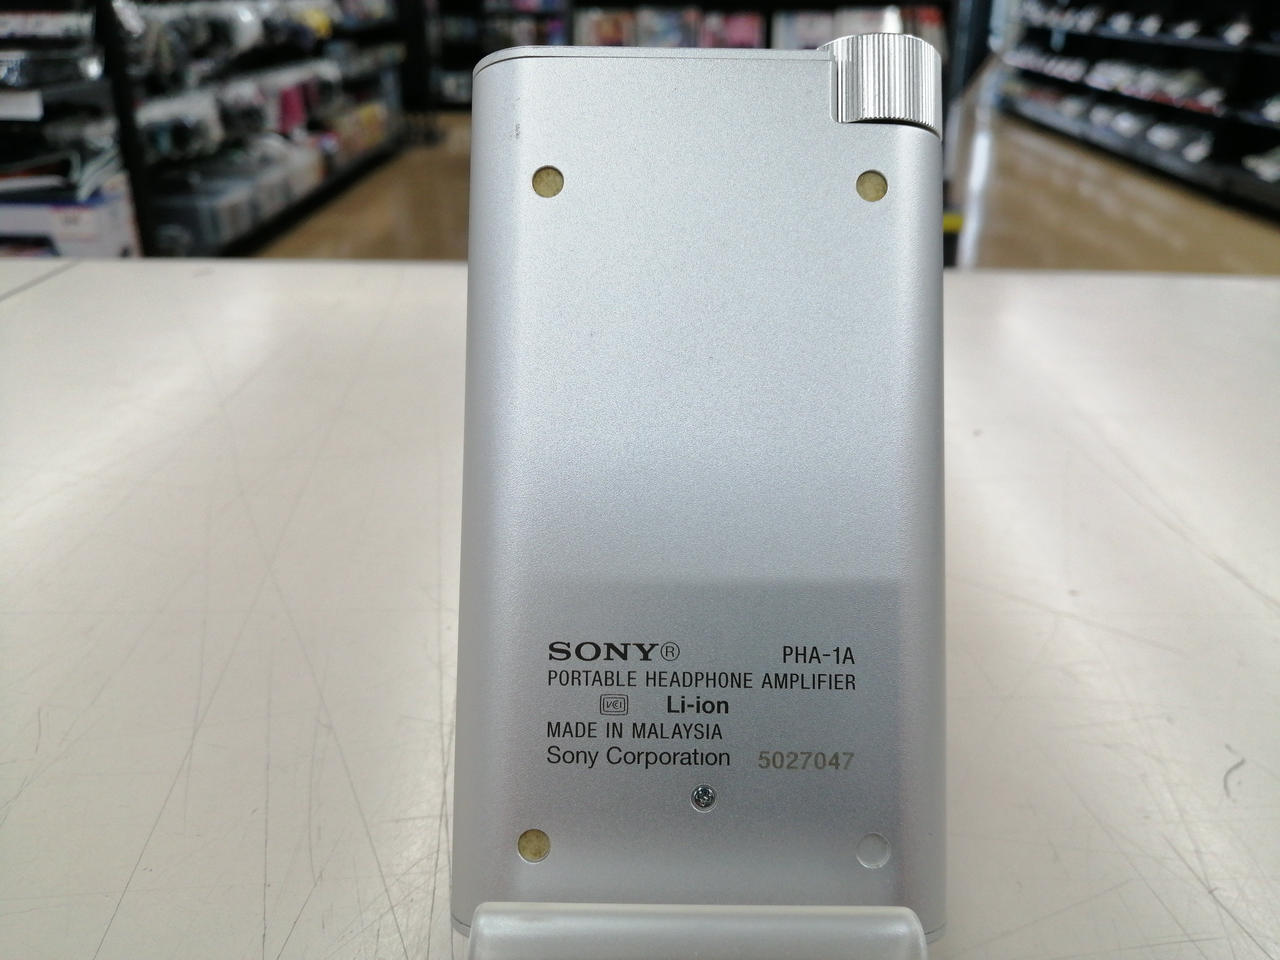 SONY® PHA-1A
PORTABLE HEADPHONE AMPLIFIER
VCI Li-ion
MADE IN MALAYSIA
Sony Corporation 5027047